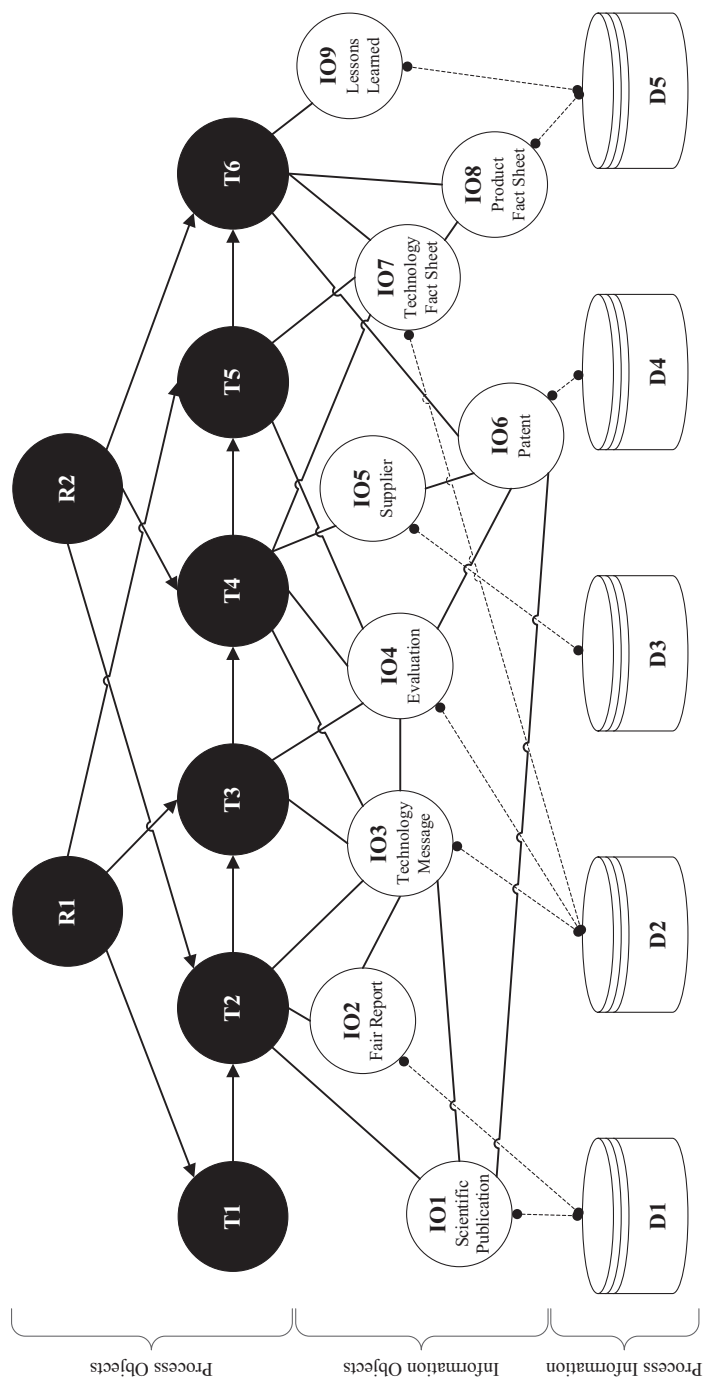 R1
R2
T1
T2
T3
T4
T5
T6
IO1
Scientific
Publication
IO2
Fair Report
IO3
Technology
Message
IO4
Evaluation
IO5
Supplier
IO6
Patent
IO7
Technology
Fact Sheet
IO8
Product
Fact Sheet
IO9
Lessons
Learned
D1
D2
D3
D4
D5
Process Objects
Information Objects
Process Information